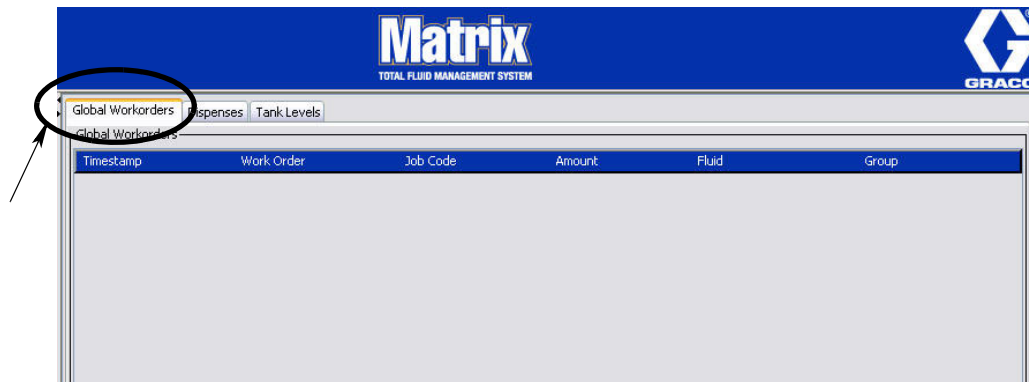 Matrix
TOTAL FLUID MANAGEMENT SYSTEM
GRACO
Global Workorders Dispenses Tank Levels
Global Workorders
Timestamp Work Order Job Code Amount Fluid Group